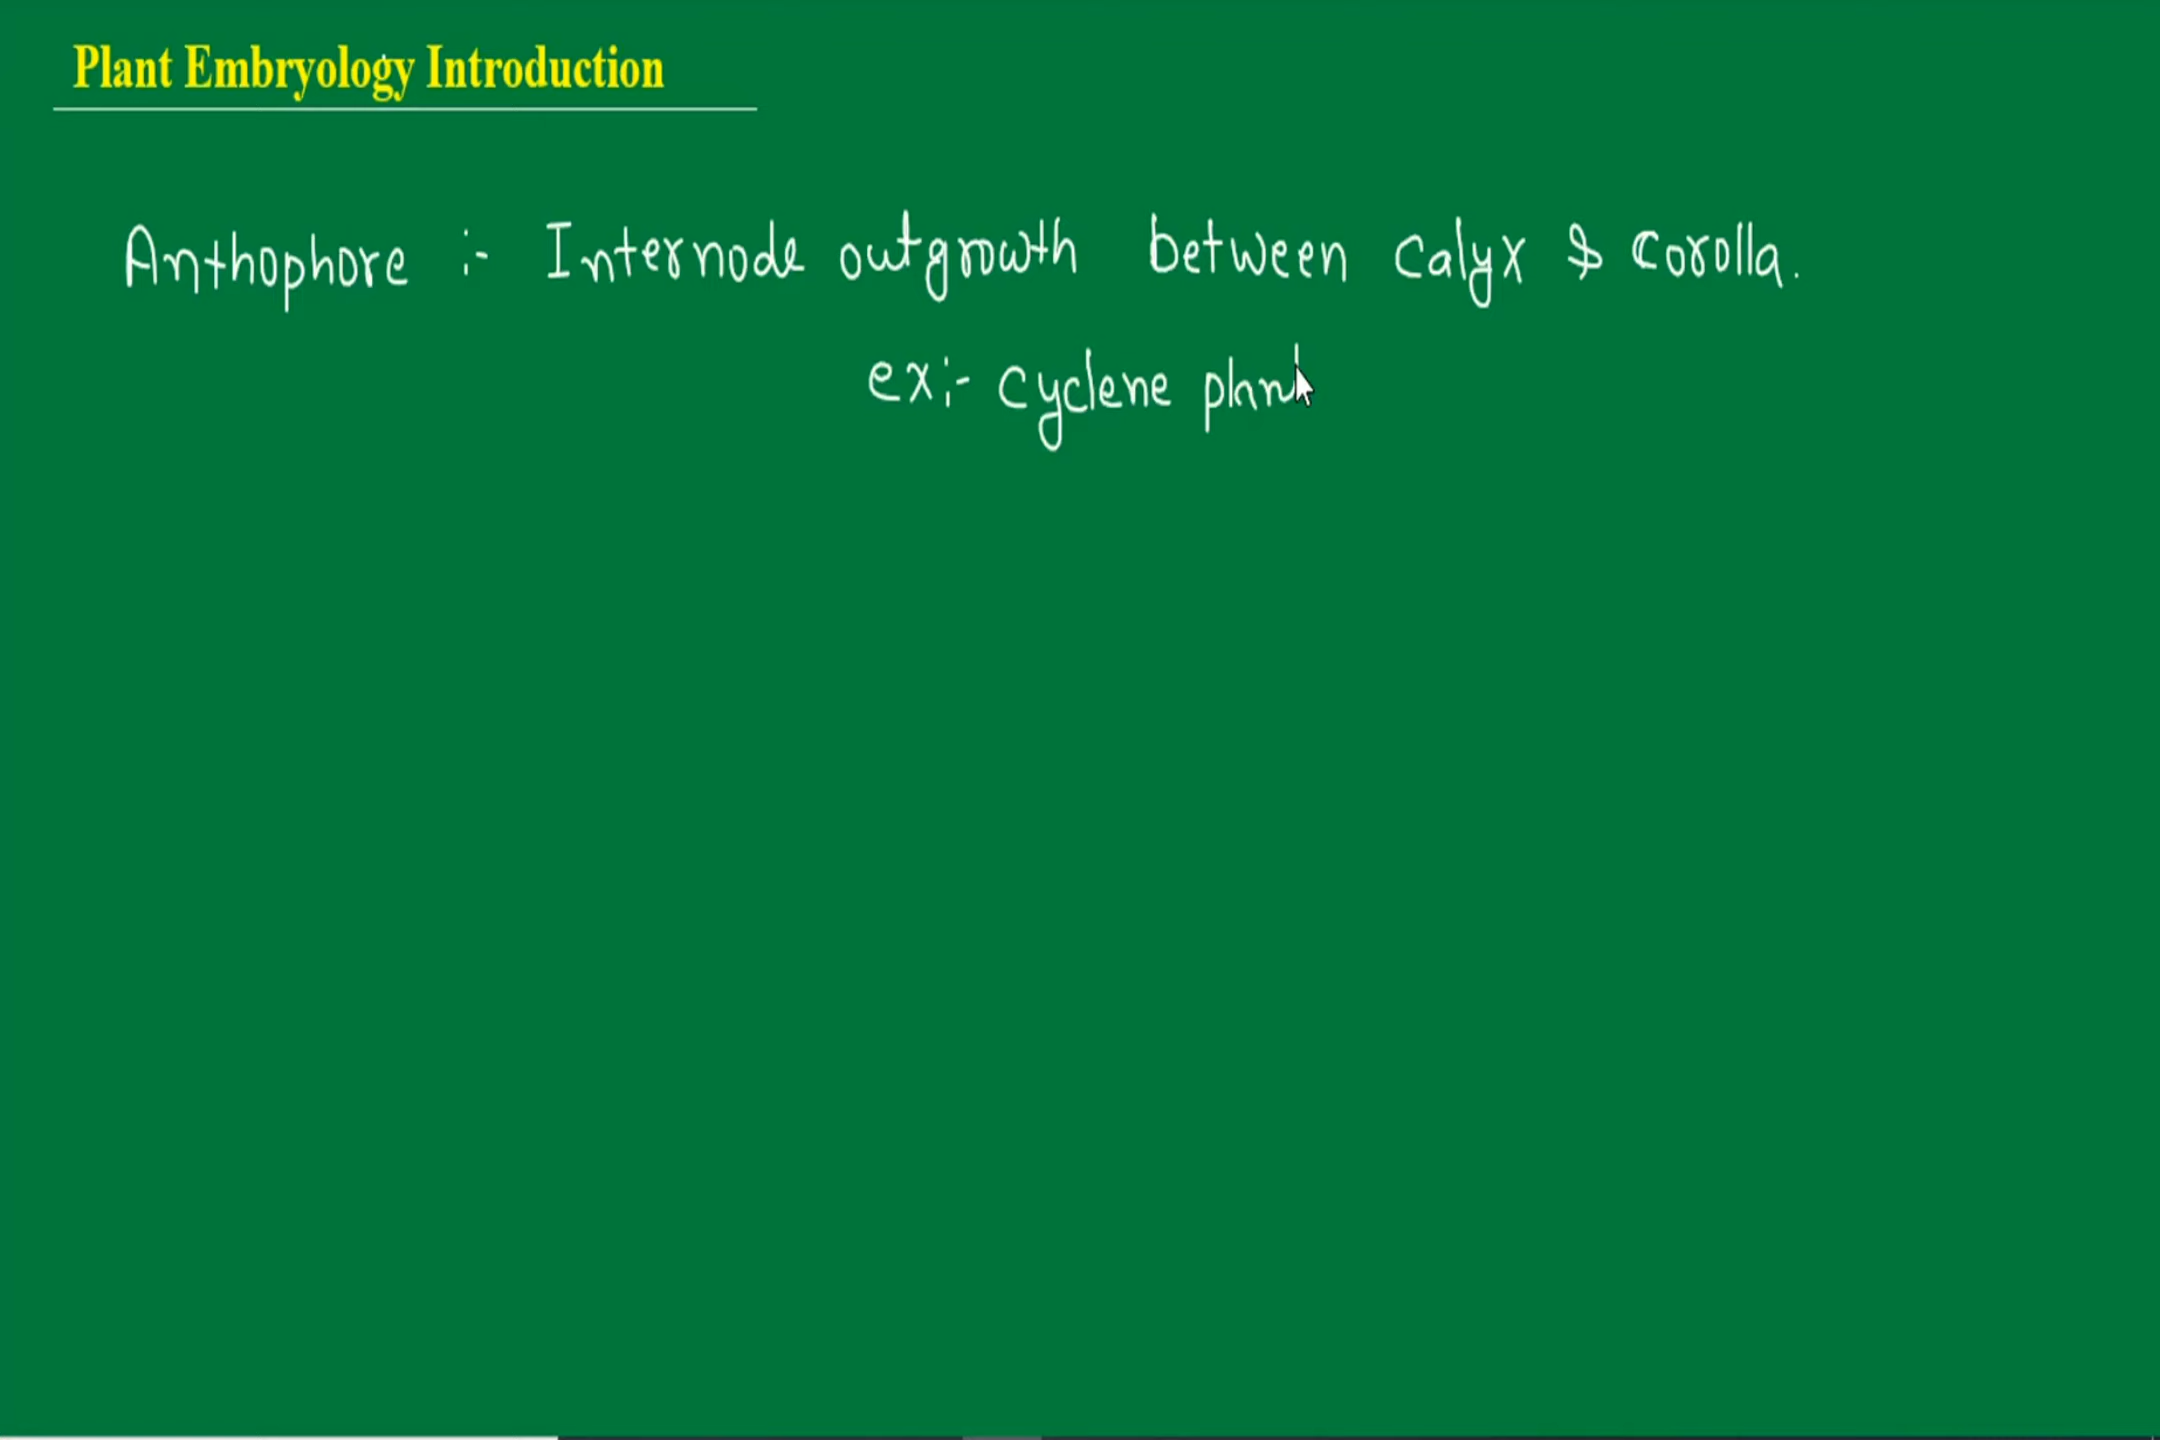 Plant Embryology Introduction
Anthophore :- Internode outgrowth between Calyx & Corolla.
ex:- Cyclene plant